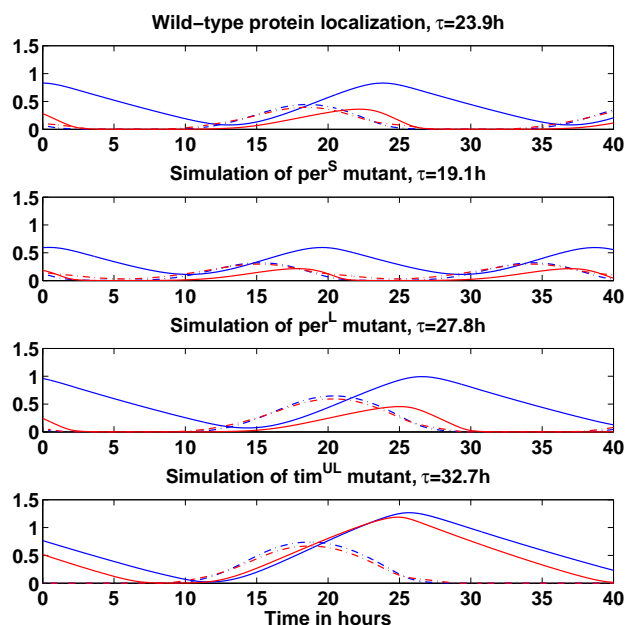 Wild-type protein localization, τ=23.9h
1.5
1
0.5
0
0 5 10 15 20 25 30 35 40
Simulation of per^S mutant, τ=19.1h
1.5
1
0.5
0
0 5 10 15 20 25 30 35 40
Simulation of per^L mutant, τ=27.8h
1.5
1
0.5
0
0 5 10 15 20 25 30 35 40
Simulation of tim^UL mutant, τ=32.7h
1.5
1
0.5
0
0 5 10 15 20 25 30 35 40
Time in hours